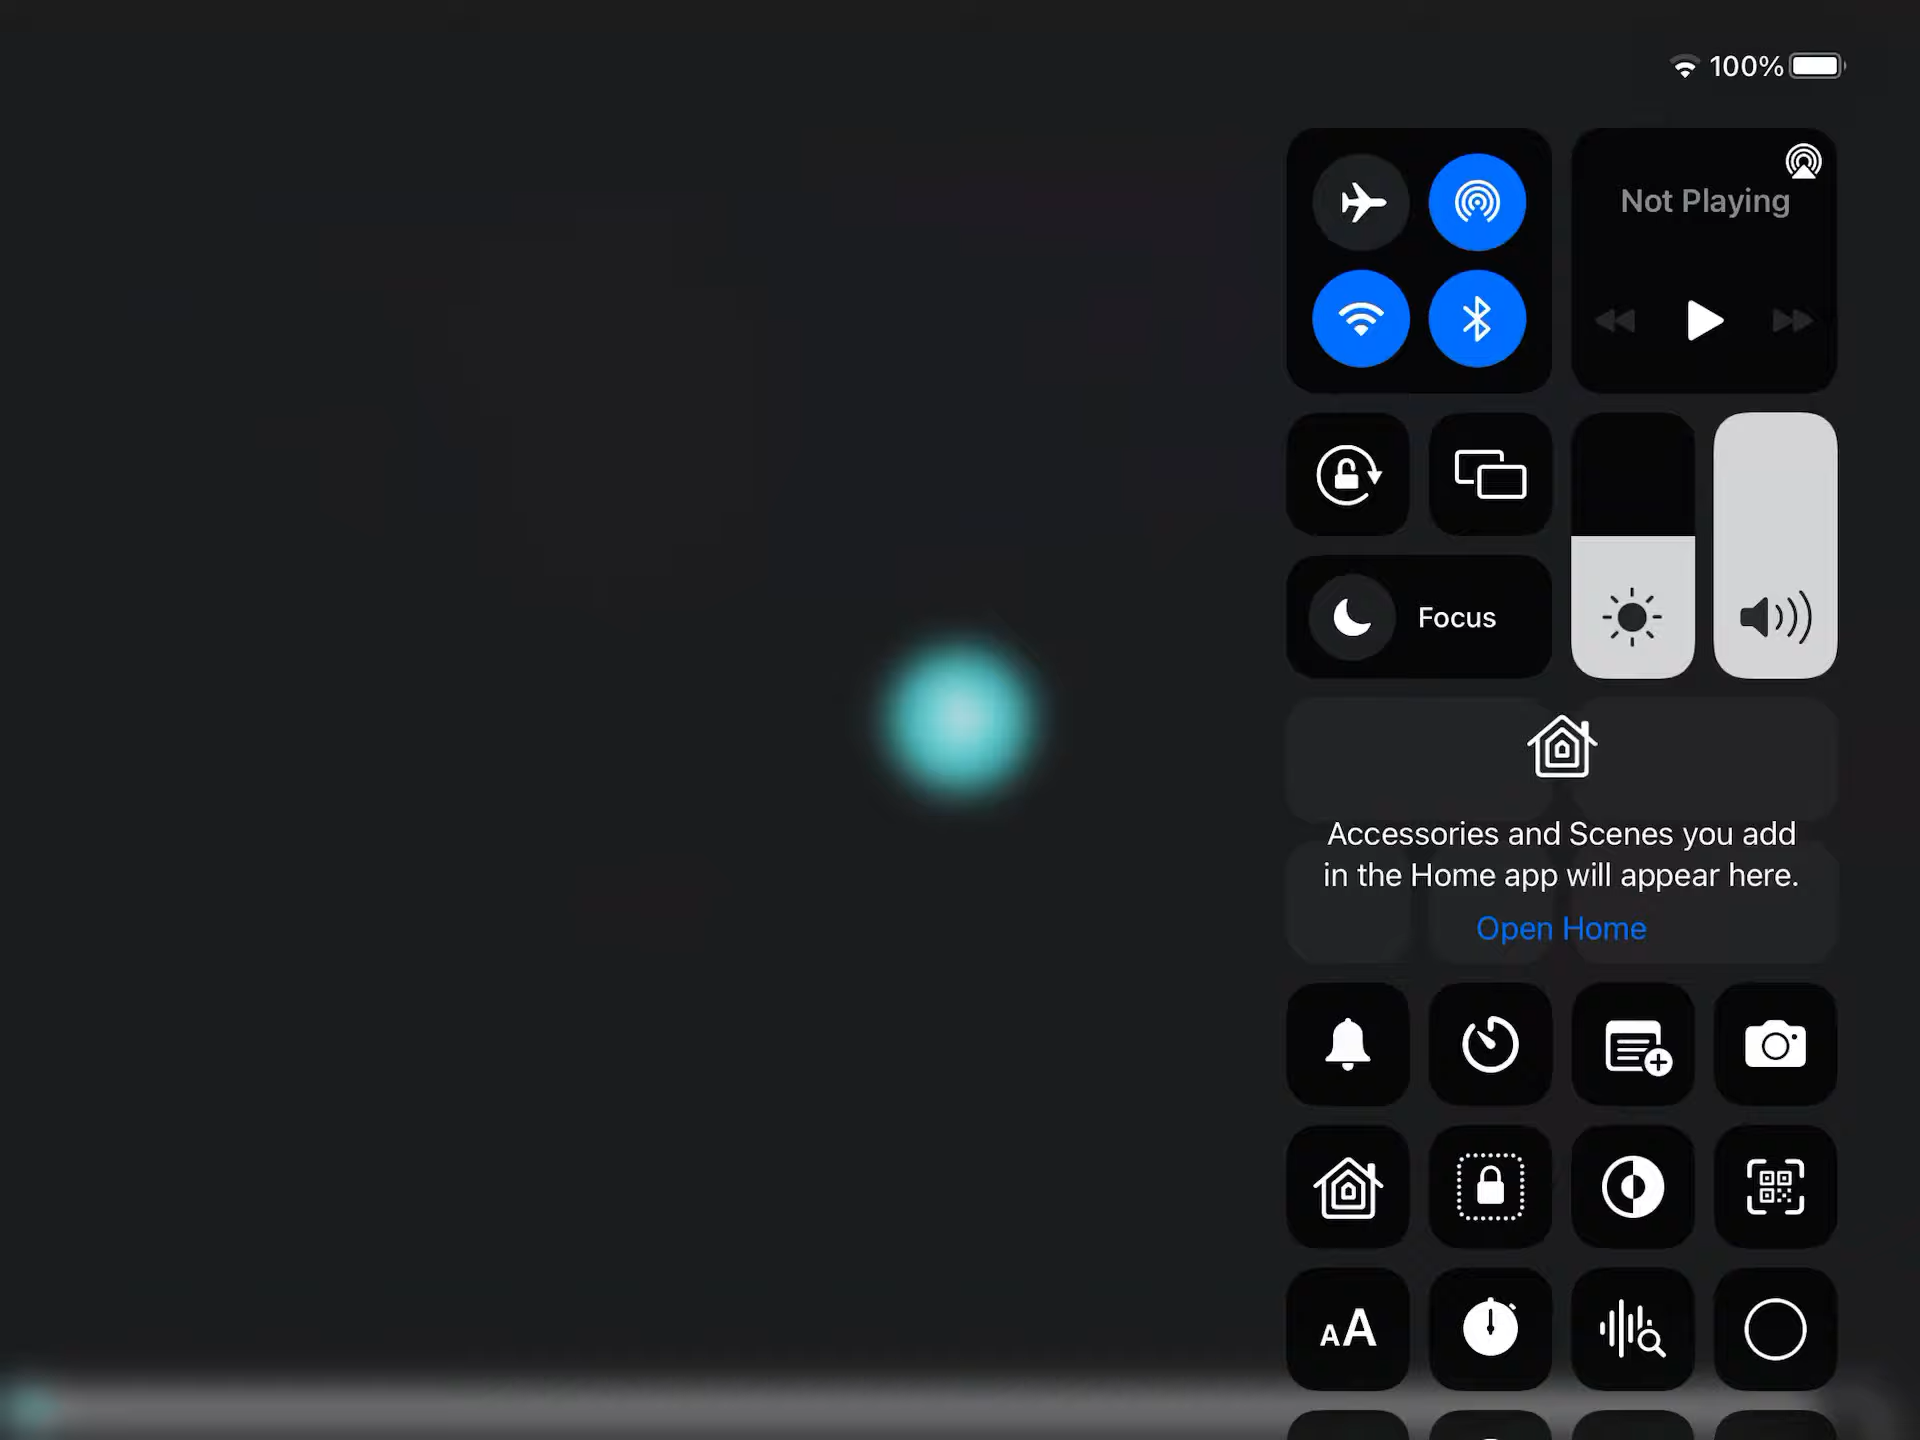 100%
Not Playing
Focus
Accessories and Scenes you add
in the Home app will appear here.
Open Home
AA